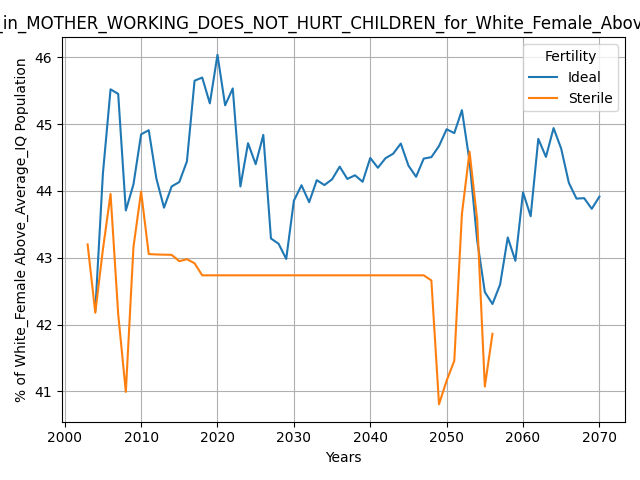 _in_MOTHER_WORKING_DOES_NOT_HURT_CHILDREN_for_White_Female_Abov
Fertility
Ideal
Sterile
% of White_Female Above_Average_IQ Population
46
45
44
43
42
41
2000 2010 2020 2030 2040 2050 2060 2070
Years